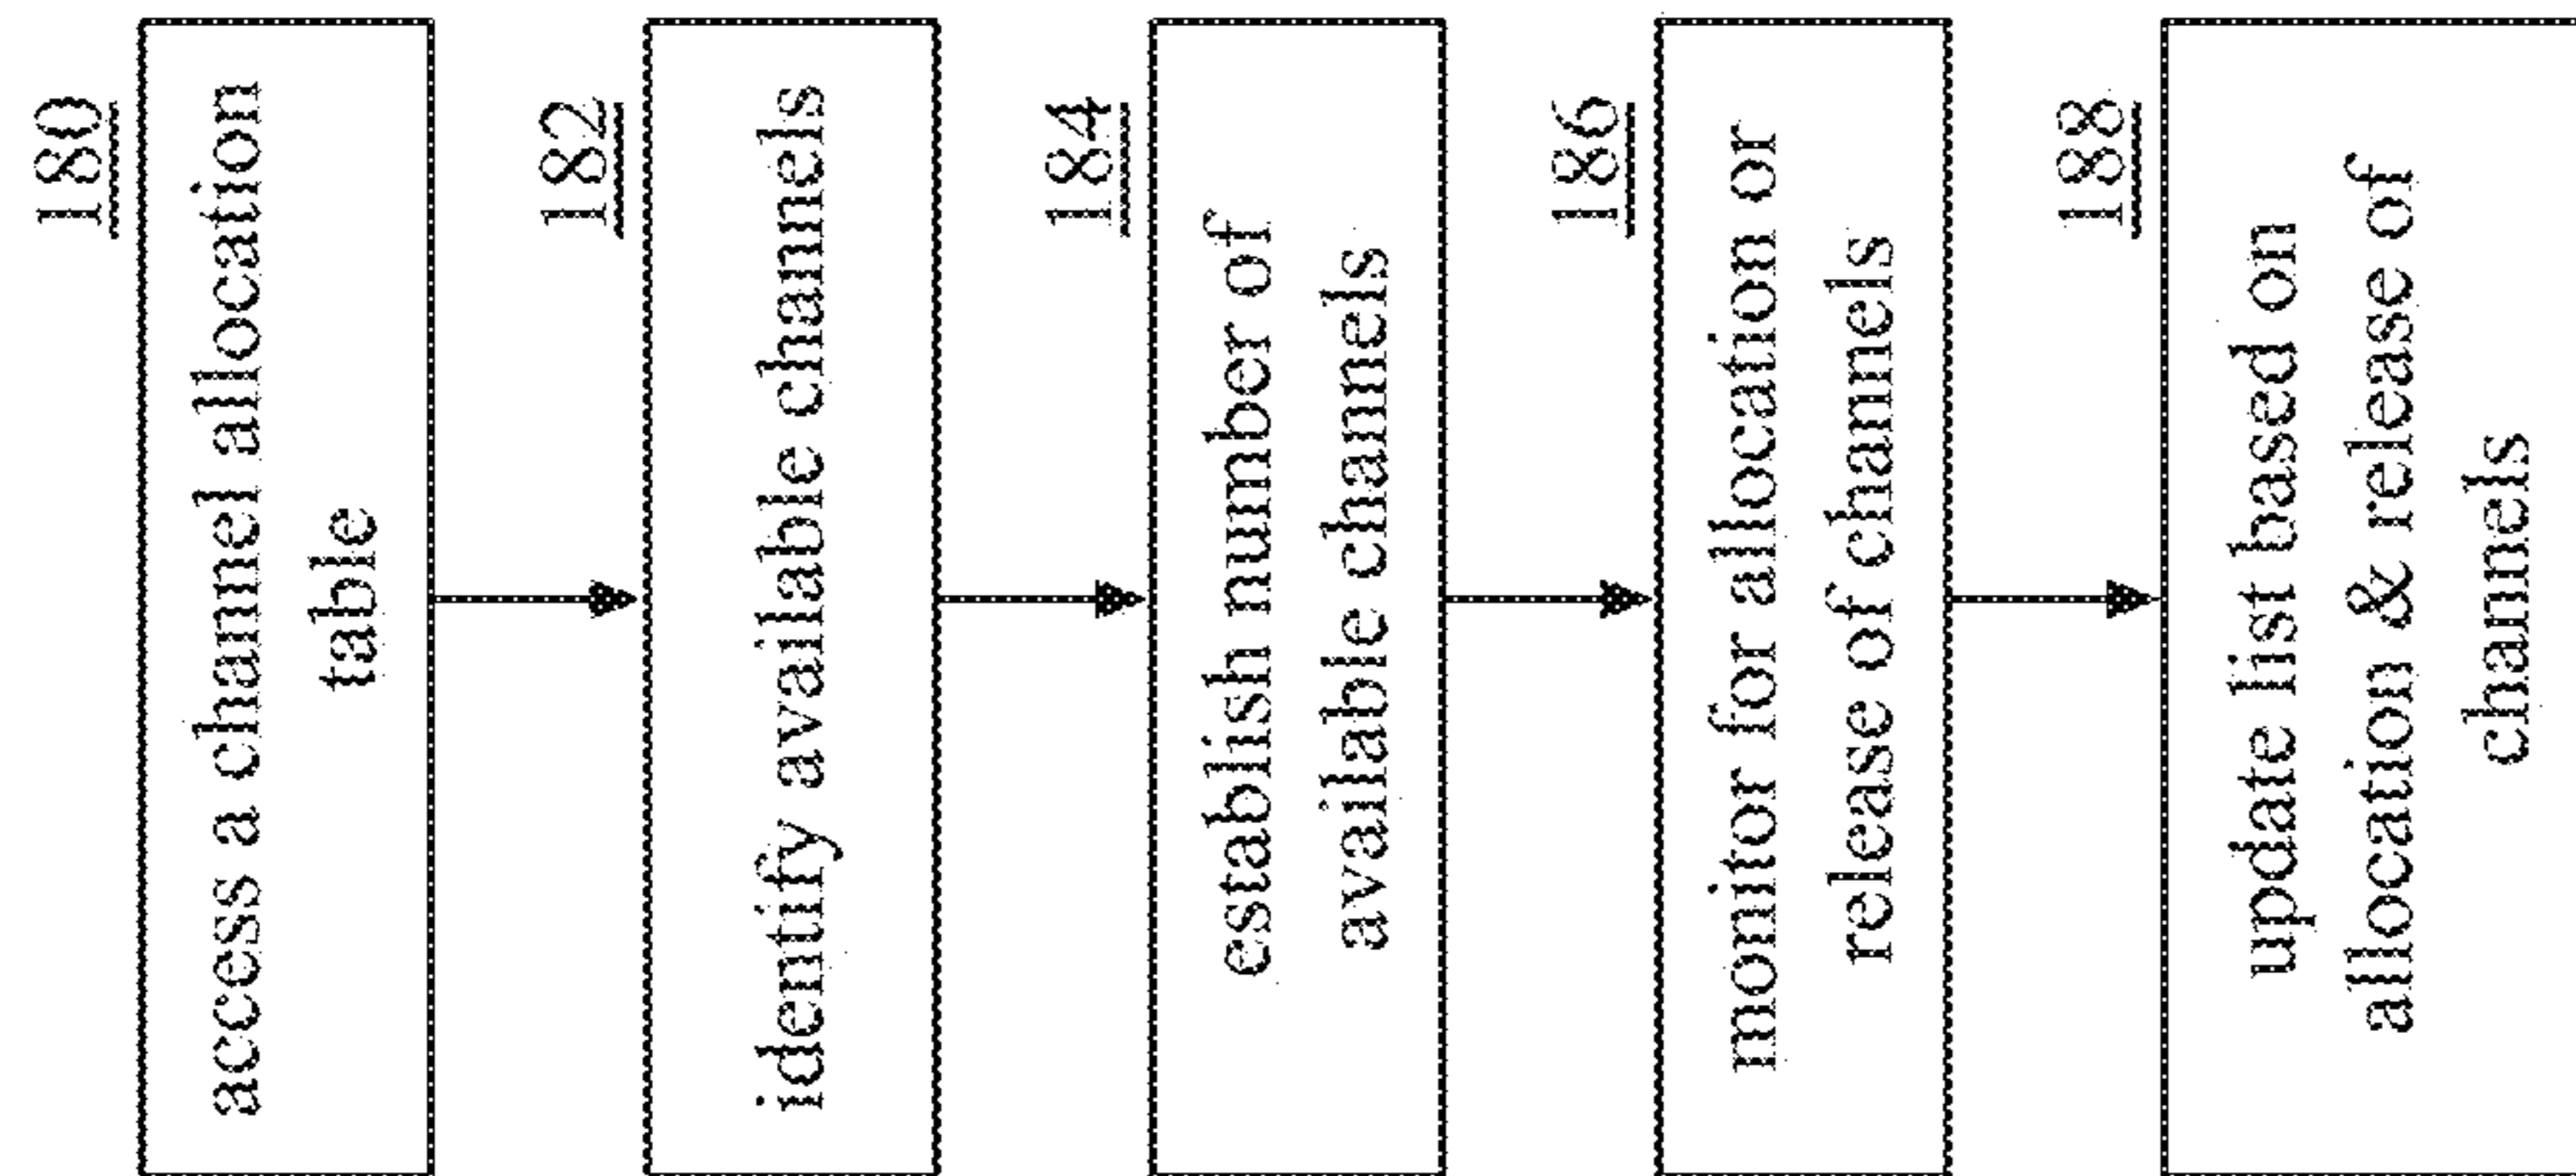 180
access a channel allocation
table
182
identify available channels
184
establish number of
available channels
186
monitor for allocation or
release of channels
188
update list based on
allocation & release of
channels